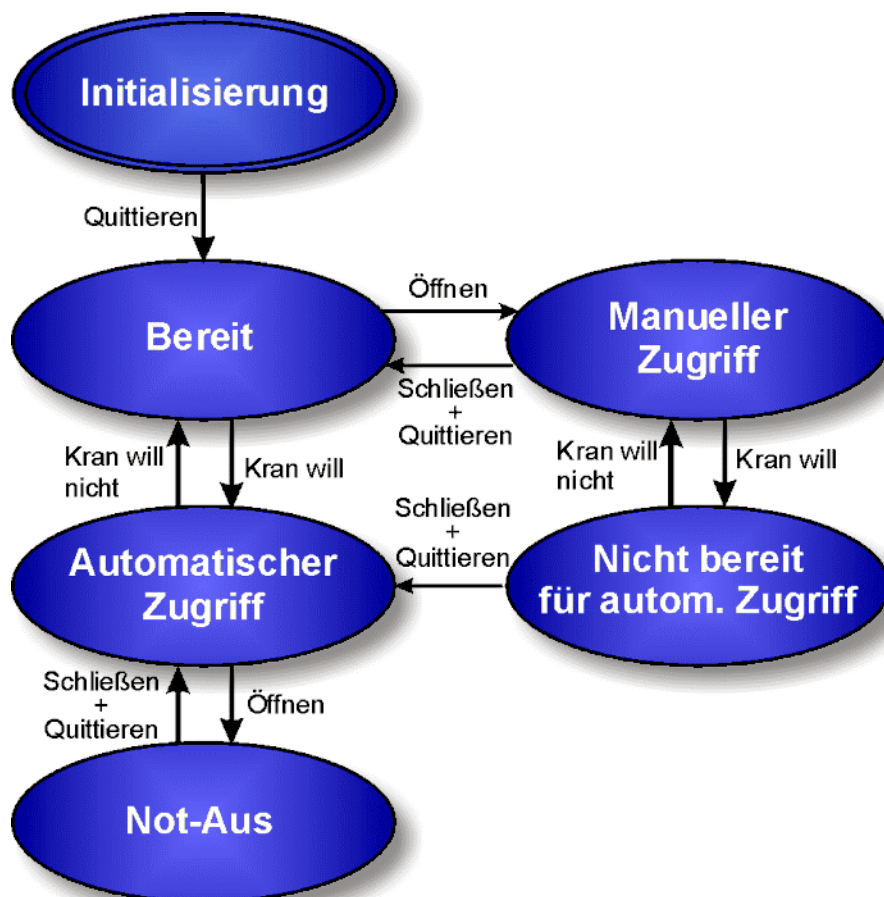 Initialisierung
Quittieren
Öffnen
Bereit
Manueller
Zugriff
Schließen
+
Quittieren
Kran will
nicht
Kran will
Kran will
nicht
Kran will
Schließen
+
Quittieren
Automatischer
Zugriff
Nicht bereit
für autom. Zugriff
Schließen
+
Quittieren
Öffnen
Not-Aus